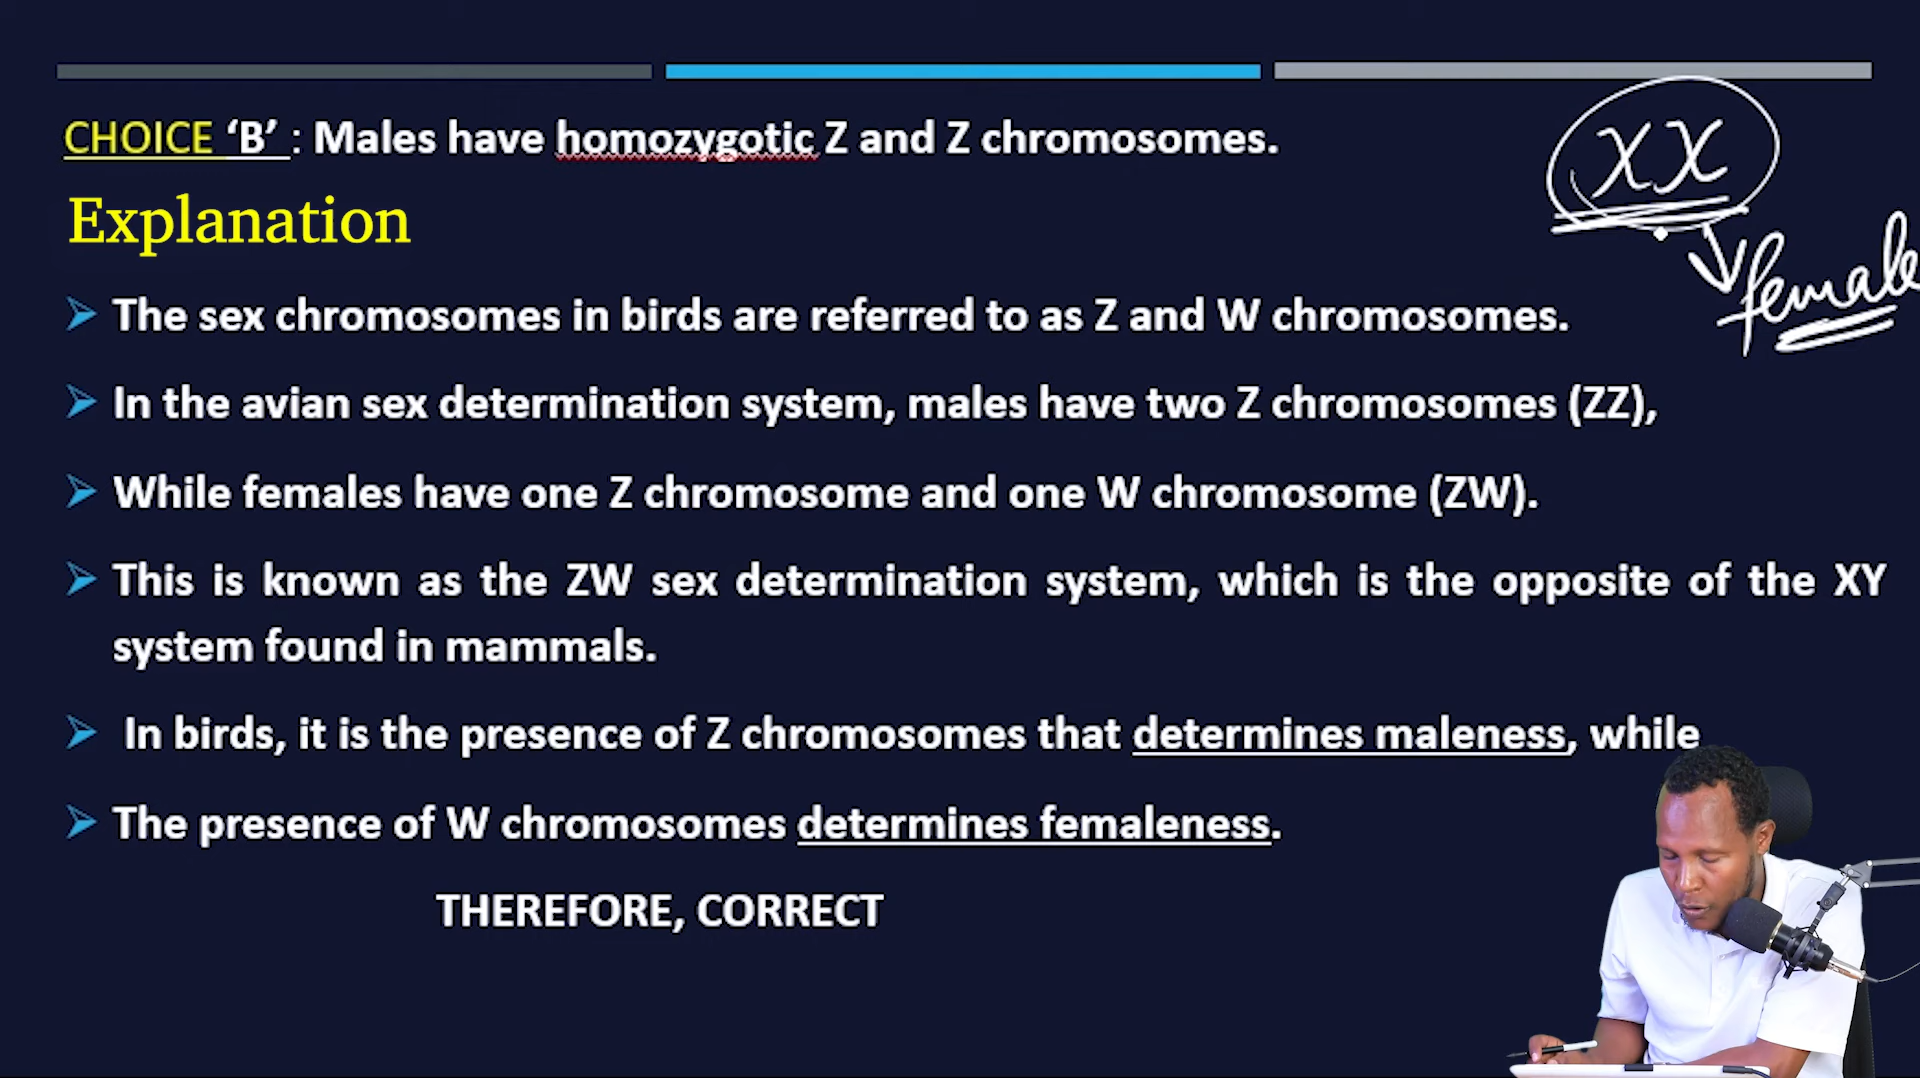 CHOICE ‘B’ : Males have homozygotic Z and Z chromosomes.
XX
female
Explanation
The sex chromosomes in birds are referred to as Z and W chromosomes.
In the avian sex determination system, males have two Z chromosomes (ZZ),
While females have one Z chromosome and one W chromosome (ZW).
This is known as the ZW sex determination system, which is the opposite of the XY
system found in mammals.
In birds, it is the presence of Z chromosomes that determines maleness, while
The presence of W chromosomes determines femaleness.
THEREFORE, CORRECT